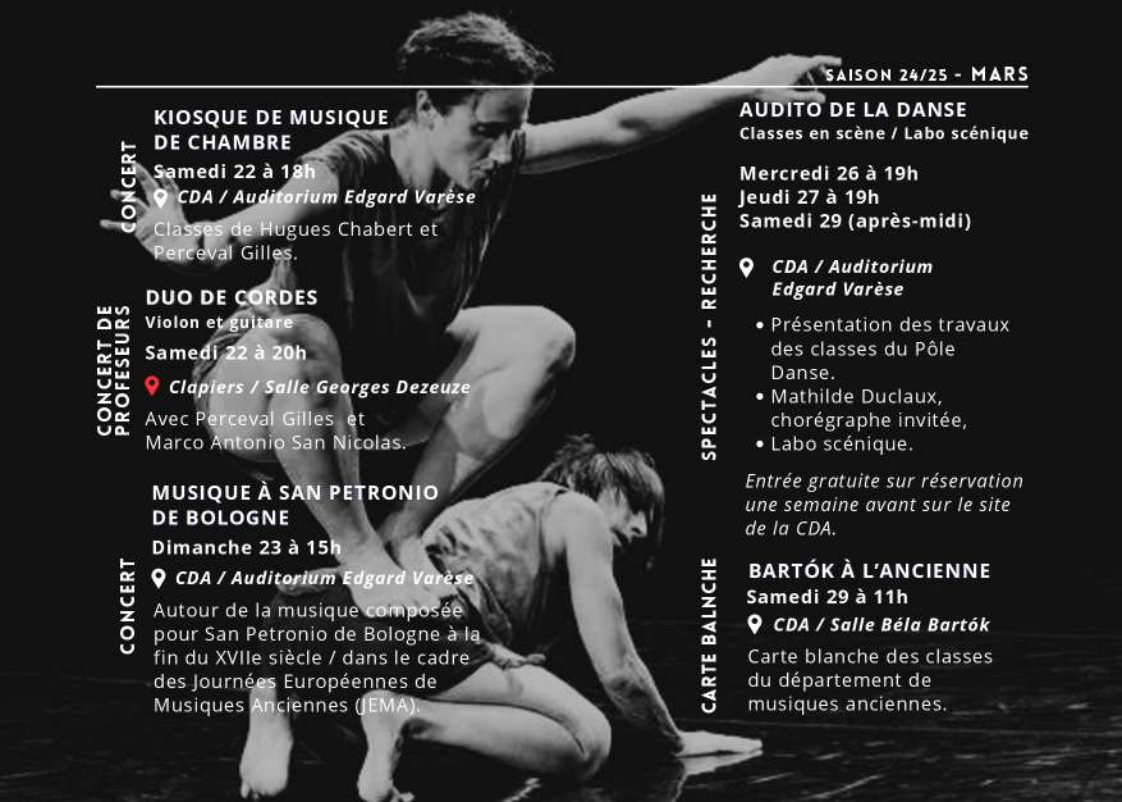 SAISON 24/25 - MARS
CONCERT
KIOSQUE DE MUSIQUE
DE CHAMBRE
Samedi 22 à 18h
CDA / Auditorium Edgard Varèse
Classes de Hugues Chabert et
Perceval Gilles.
CONCERT DE
PROFESEURS
DUO DE CORDES
Violon et guitare
Samedi 22 à 20h
Clapiers / Salle Georges Dezeuze
Avec Perceval Gilles et
Marco Antonio San Nicolas.
CONCERT
MUSIQUE À SAN PETRONIO
DE BOLOGNE
Dimanche 23 à 15h
CDA / Auditorium Edgard Varèse
Autour de la musique composée
pour San Petronio de Bologne à la
fin du XVIIe siècle / dans le cadre
des Journées Européennes de
Musiques Anciennes (JEMA).
SPECTACLES - RECHERCHE
AUDITO DE LA DANSE
Classes en scène / Labo scénique
Mercredi 26 à 19h
Jeudi 27 à 19h
Samedi 29 (après-midi)
CDA / Auditorium
Edgard Varèse
• Présentation des travaux
des classes du Pôle
Danse.
• Mathilde Duclaux,
chorégraphe invitée,
• Labo scénique.
Entrée gratuite sur réservation
une semaine avant sur le site
de la CDA.
CARTE BALNCHE
BARTÓK À L'ANCIENNE
Samedi 29 à 11h
CDA / Salle Béla Bartók
Carte blanche des classes
du département de
musiques anciennes.